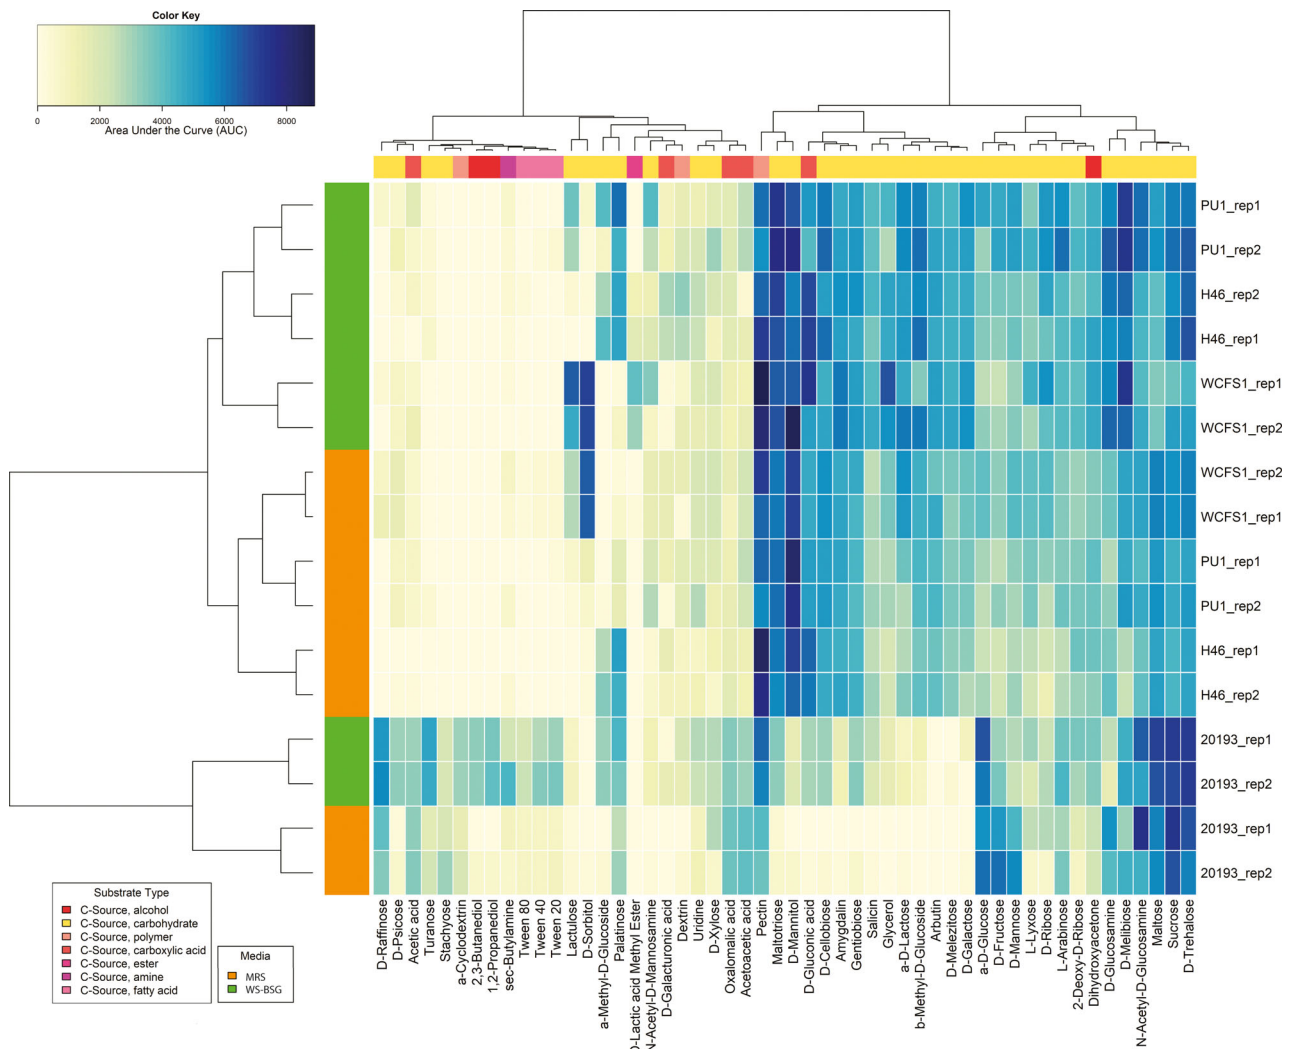 Color Key
0 2000 4000 6000 8000
Area Under the Curve (AUC)
PU1_rep1
PU1_rep2
H46_rep2
H46_rep1
WCFS1_rep1
WCFS1_rep2
WCFS1_rep2
WCFS1_rep1
PU1_rep1
PU1_rep2
H46_rep1
H46_rep2
20193_rep1
20193_rep2
20193_rep1
20193_rep2
Substrate Type
C-Source, alcohol
C-Source, carbohydrate
C-Source, polymer
C-Source, carboxylic acid
C-Source, ester
C-Source, amine
C-Source, fatty acid
Media
MRS
WS-BSG
D-Raffinose
D-Psicose
Acetic acid
Turanose
Stachyose
a-Cyclodextrin
2,3-Butanediol
1,2-Propanediol
sec-Butylamine
Tween 80
Tween 40
Tween 20
Lactulose
D-Sorbitol
a-Methyl-D-Glucoside
Palatinose
D-Lactic acid Methyl Ester
N-Acetyl-D-Mannosamine
D-Galacturonic acid
Dextrin
Uridine
D-Xylose
Oxalomalic acid
Acetoacetic acid
Pectin
Maltotriose
D-Mannitol
D-Gluconic acid
D-Cellobiose
Amygdalin
Gentiobiose
Salicin
Glycerol
a-D-Lactose
b-Methyl-D-Glucoside
Arbutin
D-Melezitose
D-Galactose
a-D-Glucose
D-Fructose
D-Mannose
L-Lyxose
D-Ribose
L-Arabinose
2-Deoxy-D-Ribose
Dihydroxyacetone
D-Glucosamine
D-Melibiose
N-Acetyl-D-Glucosamine
Maltose
Sucrose
D-Trehalose